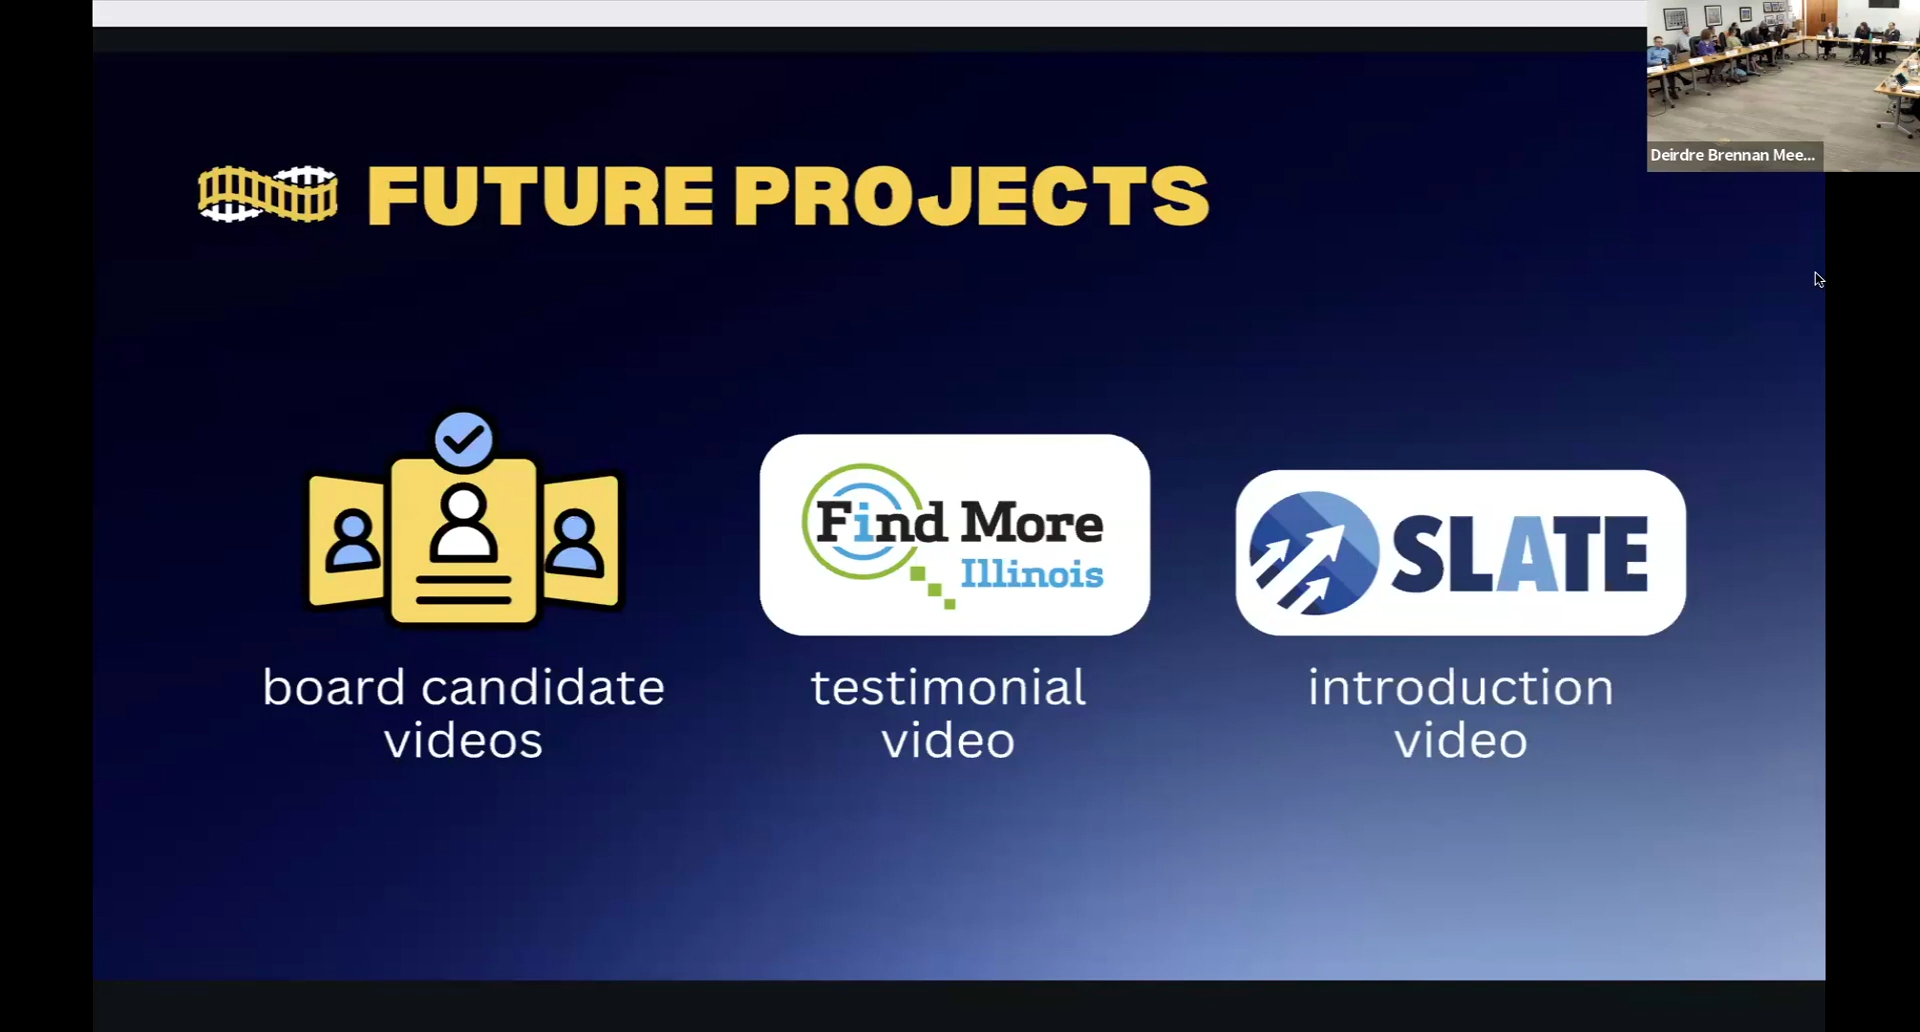 Deirdre Brennan Mee...
FUTURE PROJECTS
Find More
Illinois
SLATE
board candidate
videos
testimonial
video
introduction
video